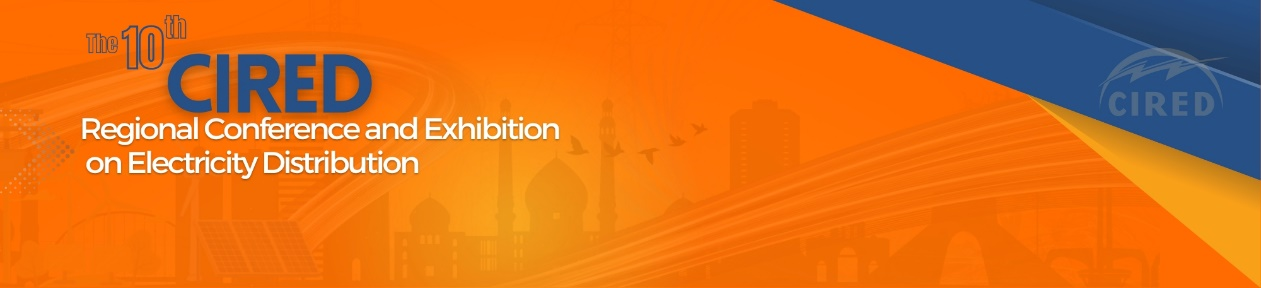 The 10th
CIRED
Regional Conference and Exhibition
on Electricity Distribution
CIRED